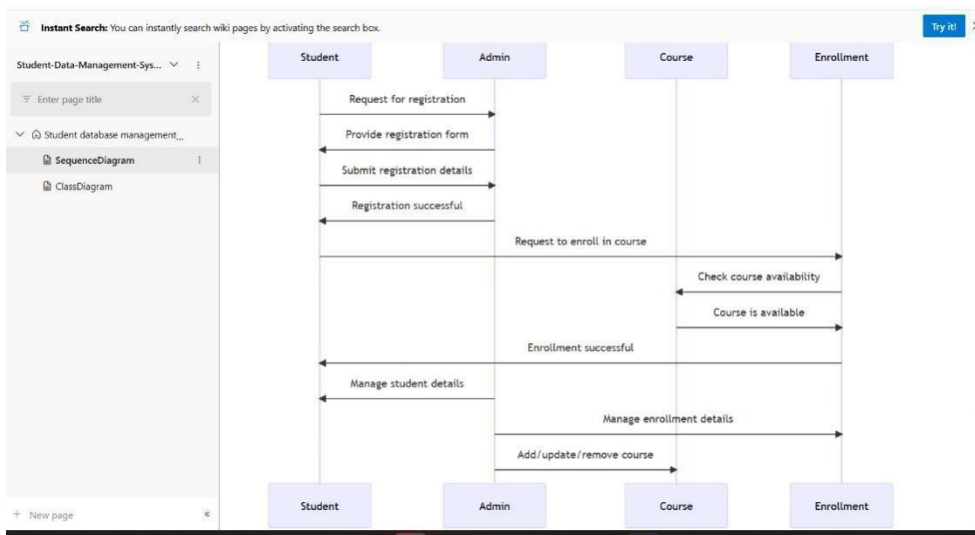 Instant Search: You can instantly search wiki pages by activating the search box.
Try it!
Student-Data-Management-Sys...
Enter page title
Student database management_...
SequenceDiagram
ClassDiagram
New page
Student Admin Course Enrollment
Request for registration
Provide registration form
Submit registration details
Registration successful
Request to enroll in course
Check course availability
Course is available
Enrollment successful
Manage student details
Manage enrollment details
Add/update/remove course
Student Admin Course Enrollment